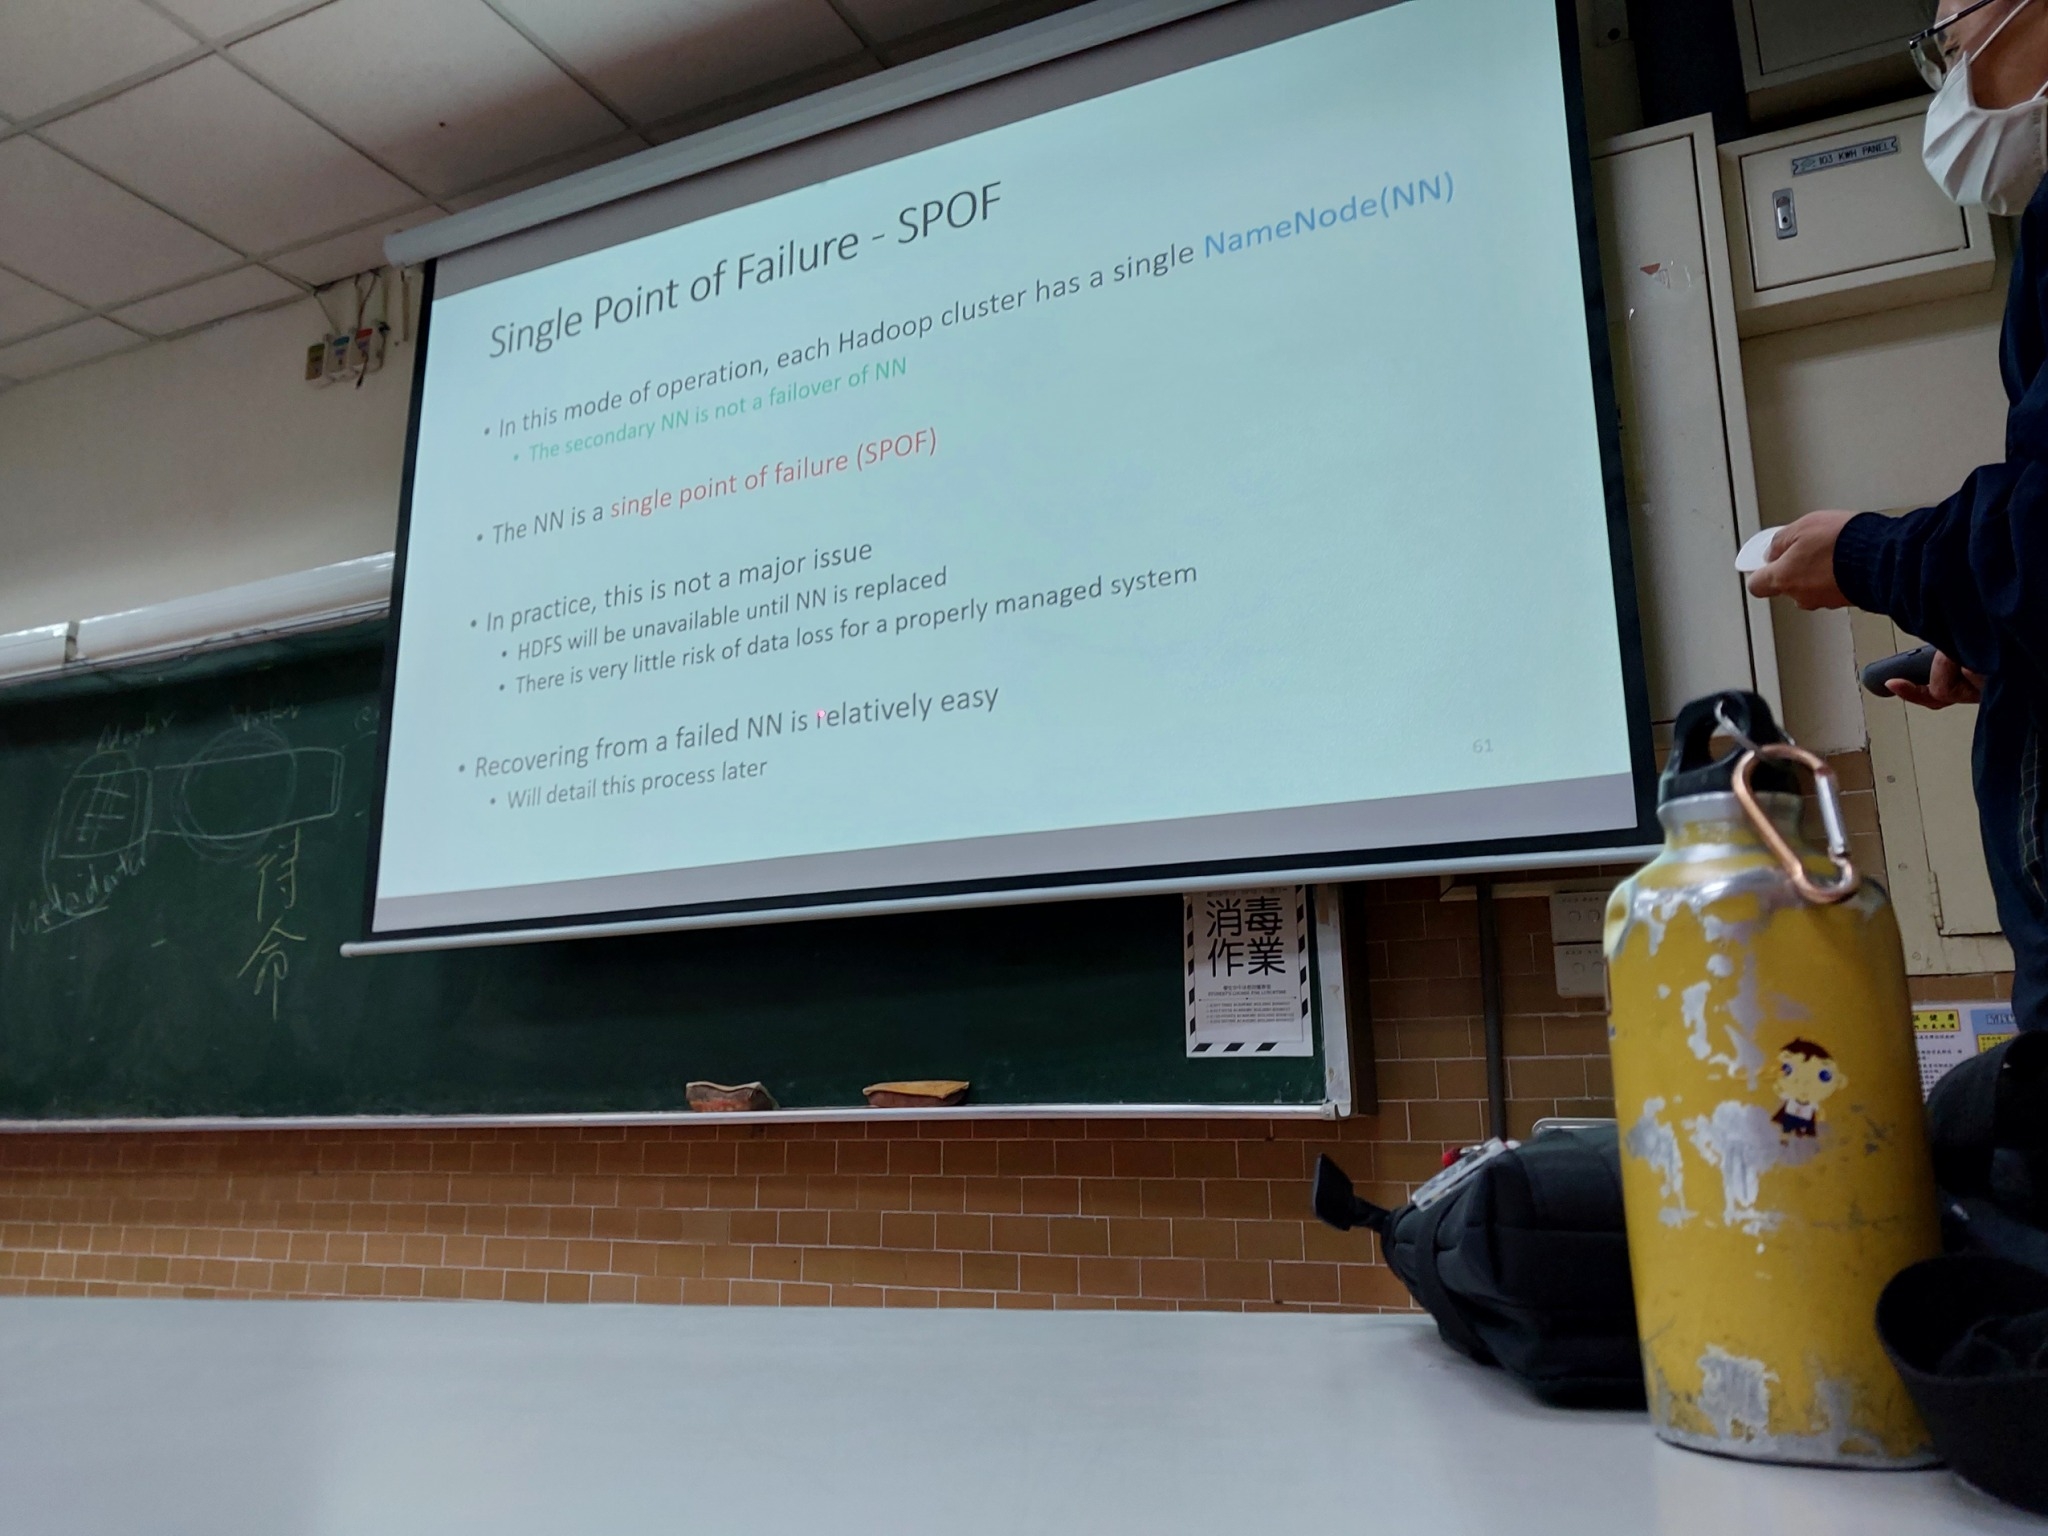 Single Point of Failure - SPOF
• In this mode of operation, each Hadoop cluster has a single NameNode(NN)
• The secondary NN is not a failover of NN
• The NN is a single point of failure (SPOF)
• In practice, this is not a major issue
• HDFS will be unavailable until NN is replaced
• There is very little risk of data loss for a properly managed system
• Recovering from a failed NN is relatively easy
• Will detail this process later
61
103 KWH PANEL
Metadata
待
命
消毒
作業